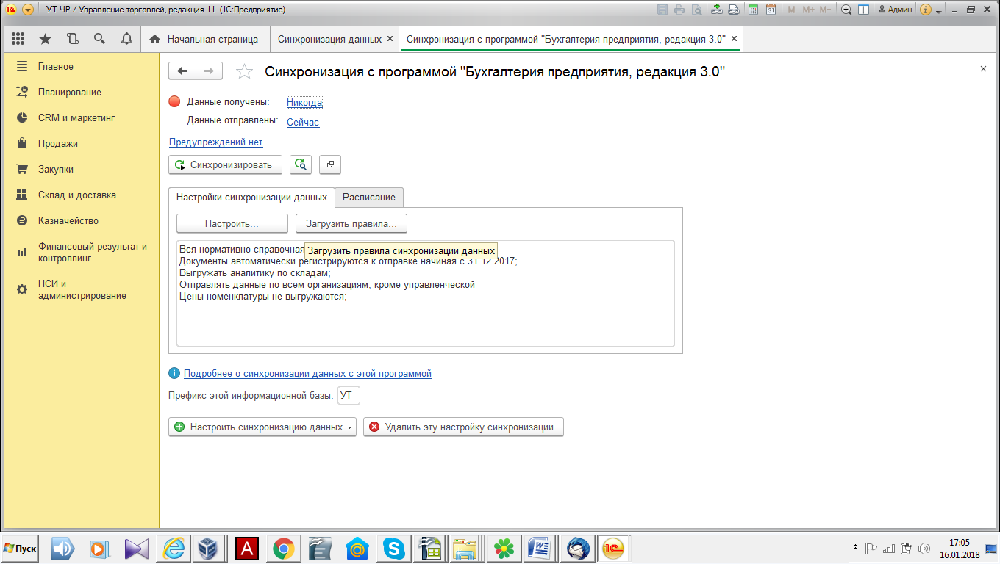 УТ ЧР / Управление торговлей, редакция 11 (1С:Предприятие)
M M+ M- Админ
Начальная страница
Синхронизация данных
Синхронизация с программой "Бухгалтерия предприятия, редакция 3.0"
Главное
Планирование
CRM и маркетинг
Продажи
Закупки
Склад и доставка
Казначейство
Финансовый результат и
контроллинг
НСИ и
администрирование
Синхронизация с программой "Бухгалтерия предприятия, редакция 3.0"
Данные получены: Никогда
Данные отправлены: Сейчас
Предупреждений нет
Синхронизировать
Настройки синхронизации данных Расписание
Настроить... Загрузить правила...
Вся нормативно-справочная
Загрузить правила синхронизации данных
Документы автоматически регистрируются к отправке начиная с 31.12.2017;
Выгружать аналитику по складам;
Отправлять данные по всем организациям, кроме управленческой
Цены номенклатуры не выгружаются;
Подробнее о синхронизации данных с этой программой
Префикс этой информационной базы: УТ
Настроить синхронизацию данных
Удалить эту настройку синхронизации
Пуск
17:05
16.01.2018